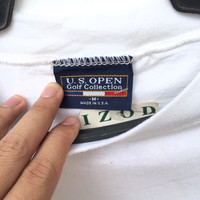 U.S. OPEN
Golf Collection
-M-
MADE IN U.S.A.
IZOD